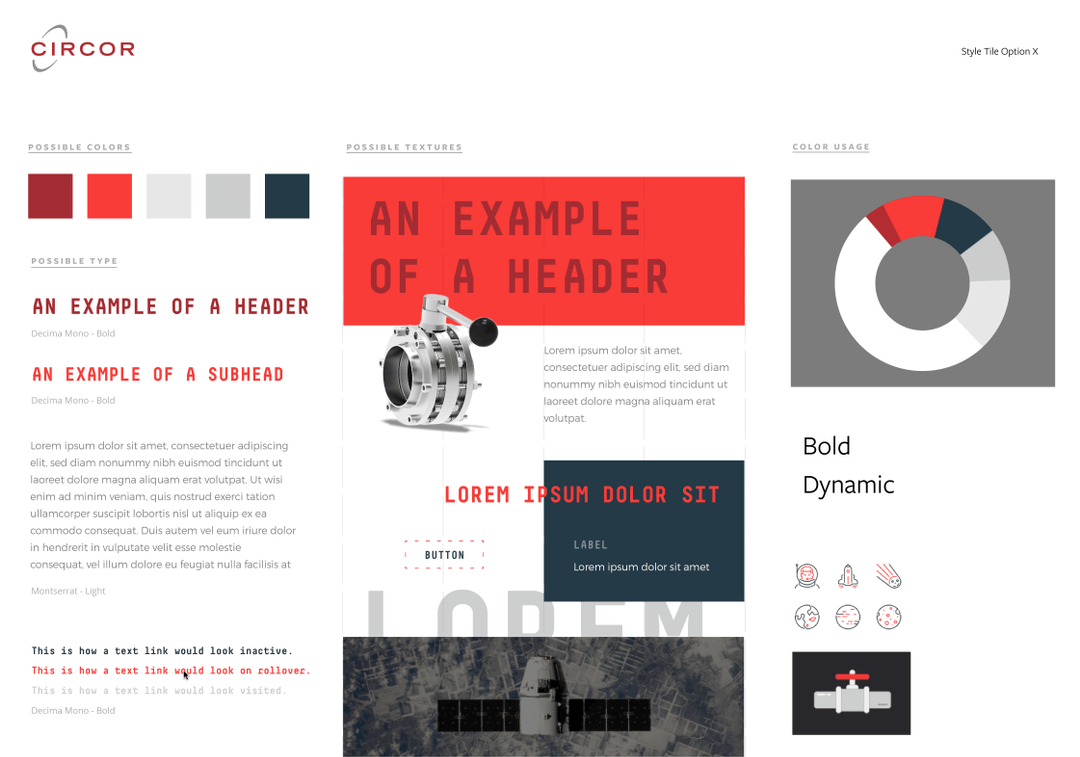 CIRCOR
Style Tile Option X
POSSIBLE COLORS
POSSIBLE TYPE
AN EXAMPLE OF A HEADER
Decima Mono - Bold
AN EXAMPLE OF A SUBHEAD
Decima Mono - Bold
Lorem ipsum dolor sit amet, consectetuer adipiscing
elit, sed diam nonummy nibh euismod tincidunt ut
laoreet dolore magna aliquam erat volutpat. Ut wisi
enim ad minim veniam, quis nostrud exerci tation
ullamcorper suscipit lobortis nisl ut aliquip ex ea
commodo consequat. Duis autem vel eum iriure dolor
in hendrerit in vulputate velit esse molestie
consequat, vel illum dolore eu feugiat nulla facilisis at
Montserrat - Light
This is how a text link would look inactive.
This is how a text link would look on rollover.
This is how a text link would look visited.
Decima Mono - Bold
POSSIBLE TEXTURES
AN EXAMPLE
OF A HEADER
Lorem ipsum dolor sit amet,
consectetuer adipiscing elit, sed diam
nonummy nibh euismod tincidunt ut
laoreet dolore magna aliquam erat
volutpat.
LOREM IPSUM DOLOR SIT
BUTTON
LABEL
Lorem ipsum dolor sit amet
LOREM
COLOR USAGE
Bold
Dynamic